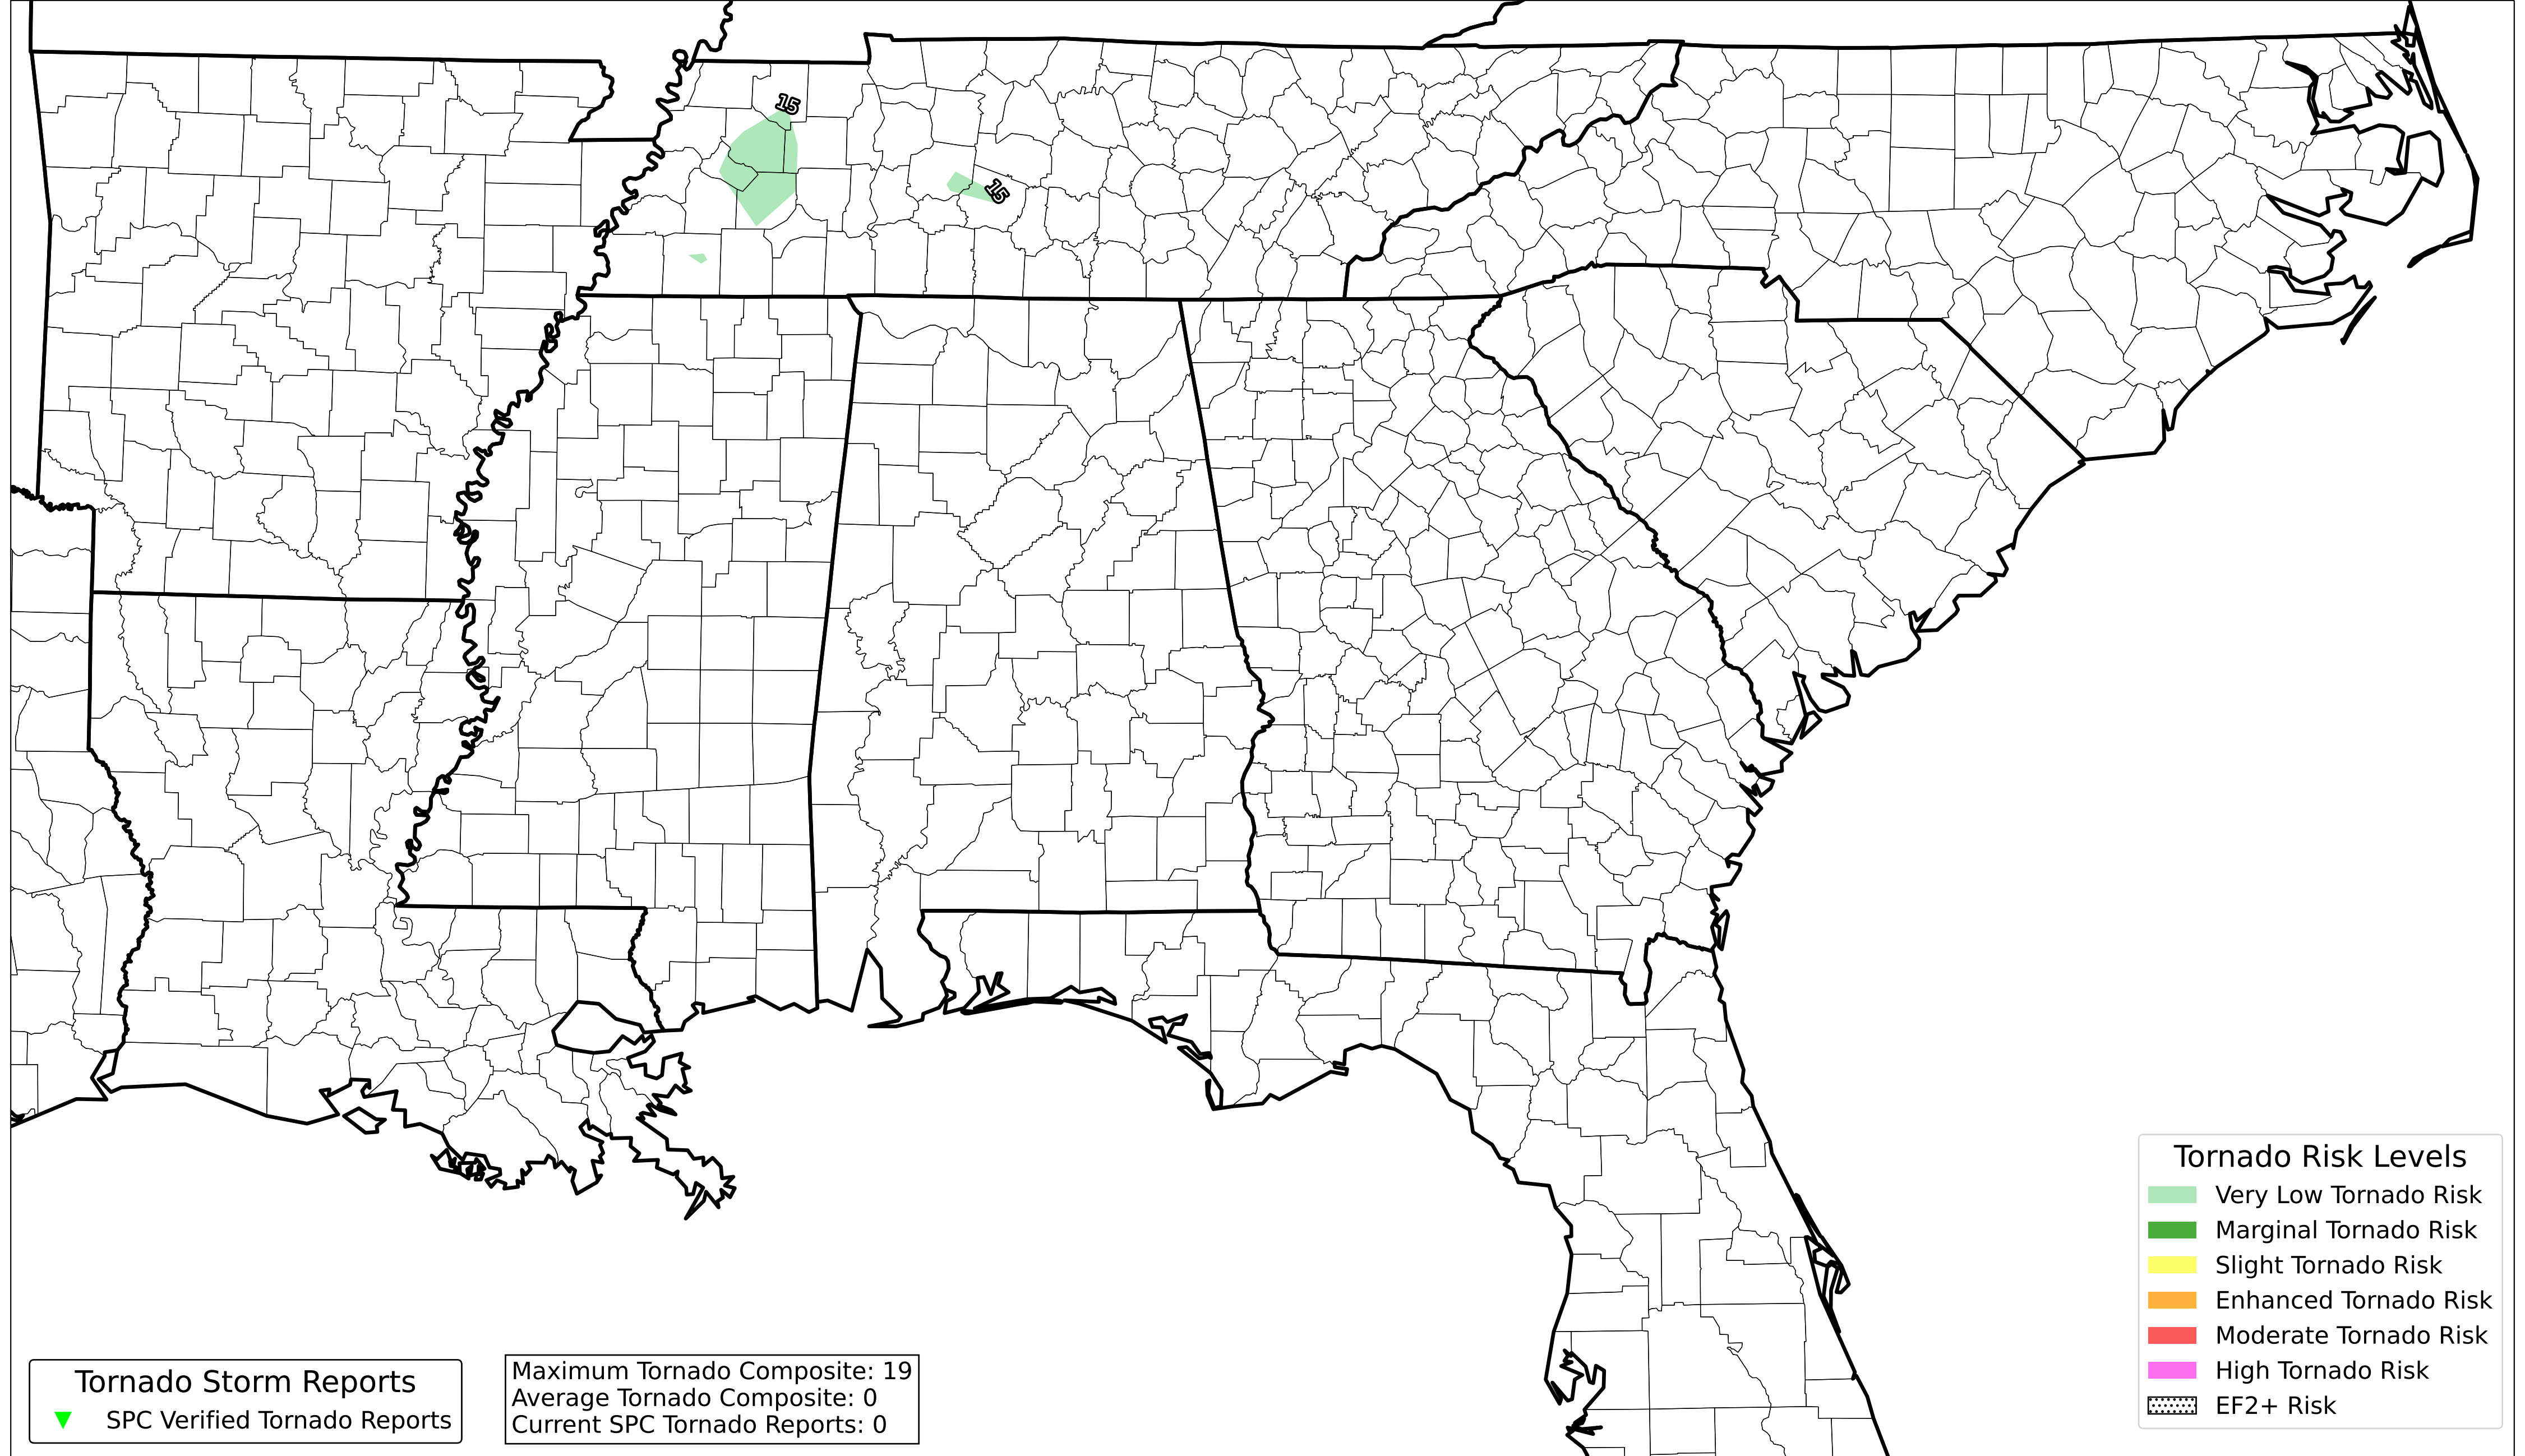 15
15
Tornado Risk Levels
Very Low Tornado Risk
Marginal Tornado Risk
Slight Tornado Risk
Enhanced Tornado Risk
Moderate Tornado Risk
High Tornado Risk
EF2+ Risk
Tornado Storm Reports
SPC Verified Tornado Reports
Maximum Tornado Composite: 19
Average Tornado Composite: 0
Current SPC Tornado Reports: 0